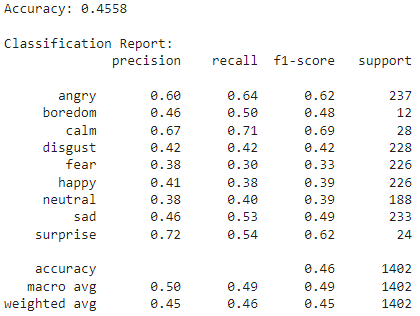 Accuracy: 0.4558
Classification Report:
precision recall f1-score support
angry 0.60 0.64 0.62 237
boredom 0.46 0.50 0.48 12
calm 0.67 0.71 0.69 28
disgust 0.42 0.42 0.42 228
fear 0.38 0.30 0.33 226
happy 0.41 0.38 0.39 226
neutral 0.38 0.40 0.39 188
sad 0.46 0.53 0.49 233
surprise 0.72 0.54 0.62 24
accuracy 0.46 1402
macro avg 0.50 0.49 0.49 1402
weighted avg 0.45 0.46 0.45 1402